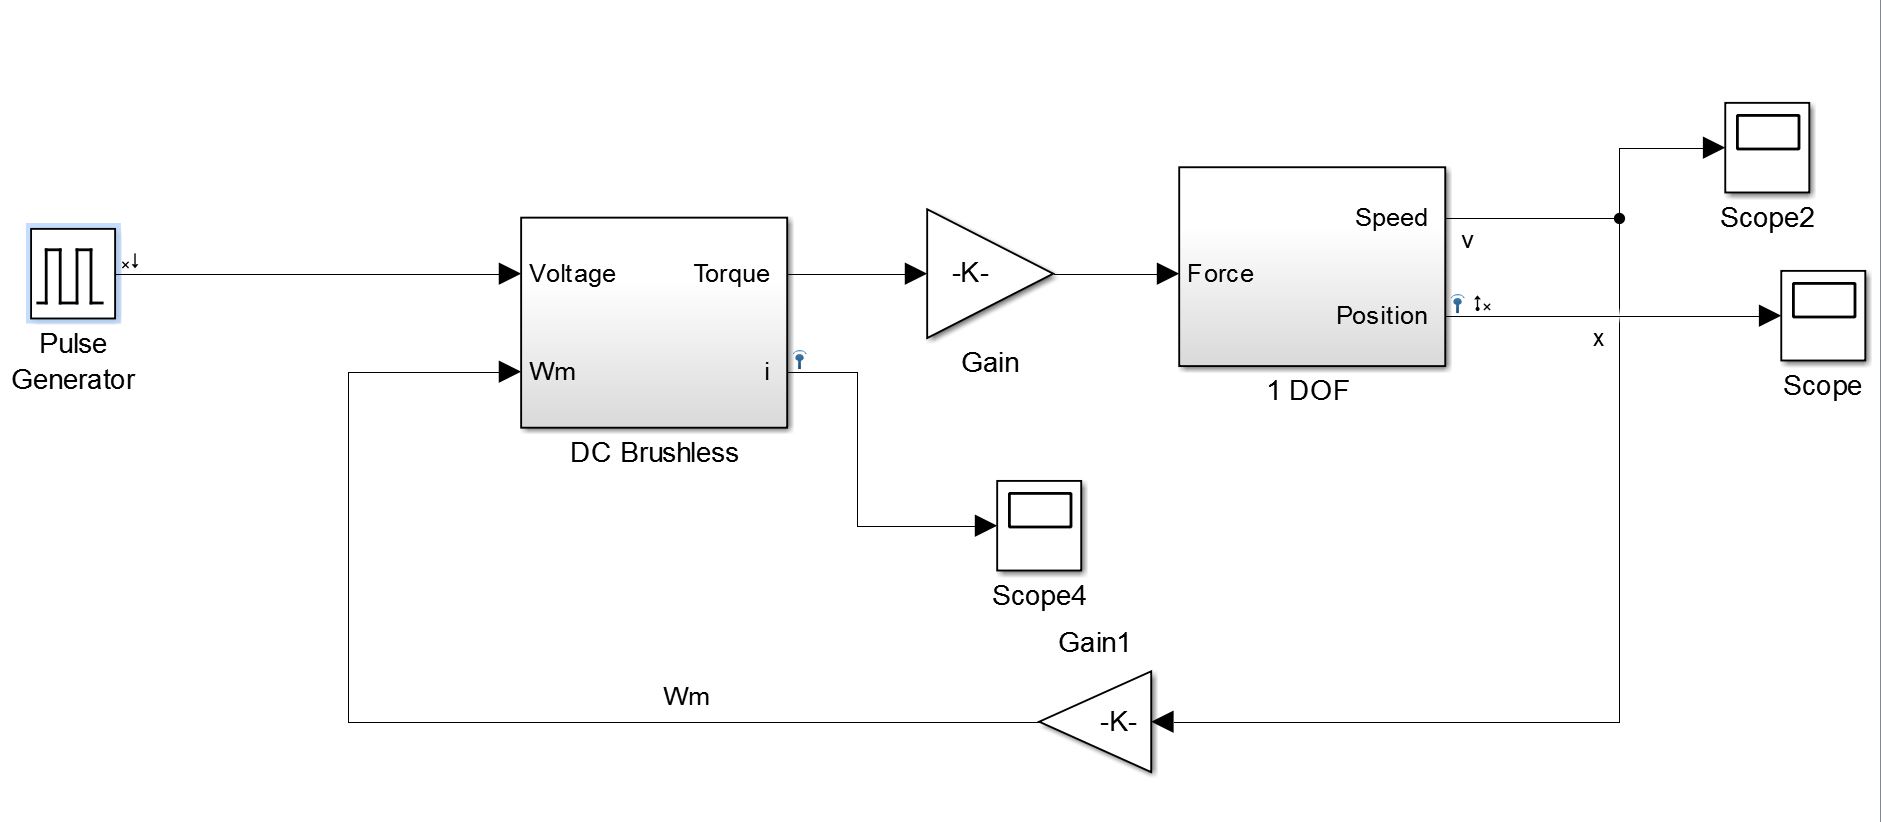 Pulse
Generator
Voltage
Torque
Wm
i
DC Brushless
-K-
Gain
Force
Speed
Position
1 DOF
v
x
Scope2
Scope
Scope4
Gain1
-K-
Wm